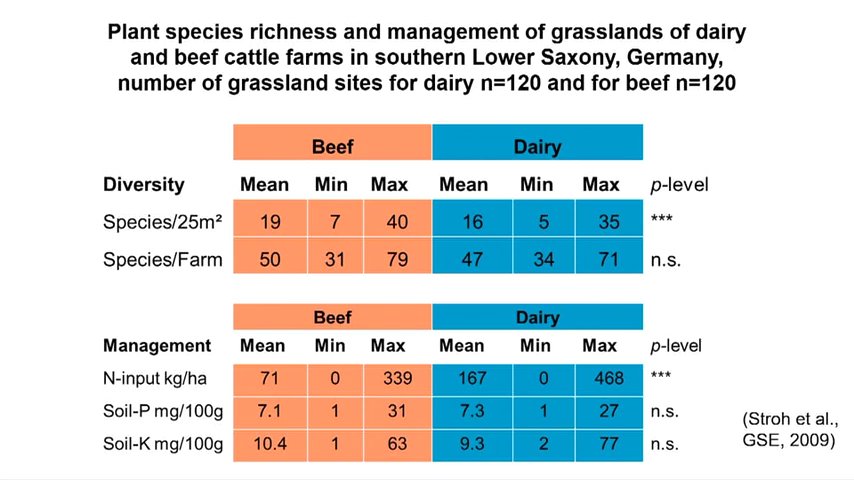 Plant species richness and management of grasslands of dairy
and beef cattle farms in southern Lower Saxony, Germany,
number of grassland sites for dairy n=120 and for beef n=120
Beef Dairy
Diversity Mean Min Max Mean Min Max p-level
Species/25m² 19 7 40 16 5 35 ***
Species/Farm 50 31 79 47 34 71 n.s.
Beef Dairy
Management Mean Min Max Mean Min Max p-level
N-input kg/ha 71 0 339 167 0 468 ***
Soil-P mg/100g 7.1 1 31 7.3 1 27 n.s.
Soil-K mg/100g 10.4 1 63 9.3 2 77 n.s.
(Stroh et al.,
GSE, 2009)